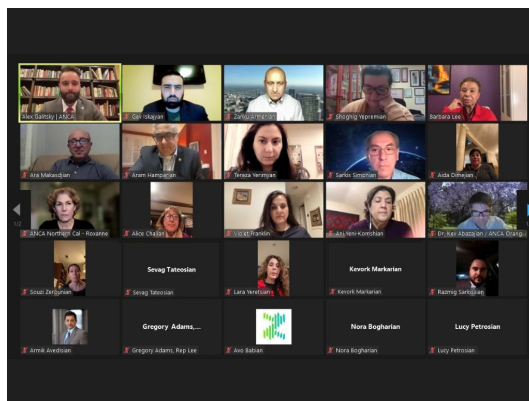 Alex Galitsky | ANCA
Gev Iskajyan
Zanku Armenian
Shoghig Yepremian
Barbara Lee
Ara Makasdjian
Aram Hamparian
Tereza Yerimyan
Sarkis Simonian
Aida Dimejian
1/2
ANCA Northern Cal - Roxanne
Alice Chalian
Violet Franklin
Ani Yeni-Komshian
Dr. Kev Abazajian / ANCA Orang..
Souzi Zerounian
Sevag Tateosian
Sevag Tateosian
Lara Yeretsian
Kevork Markarian
Kevork Markarian
Razmig Sarkissian
Armik Avedisian
Gregory Adams,...
Gregory Adams, Rep Lee
Avo Babian
Nora Bogharian
Nora Bogharian
Lucy Petrosian
Lucy Petrosian